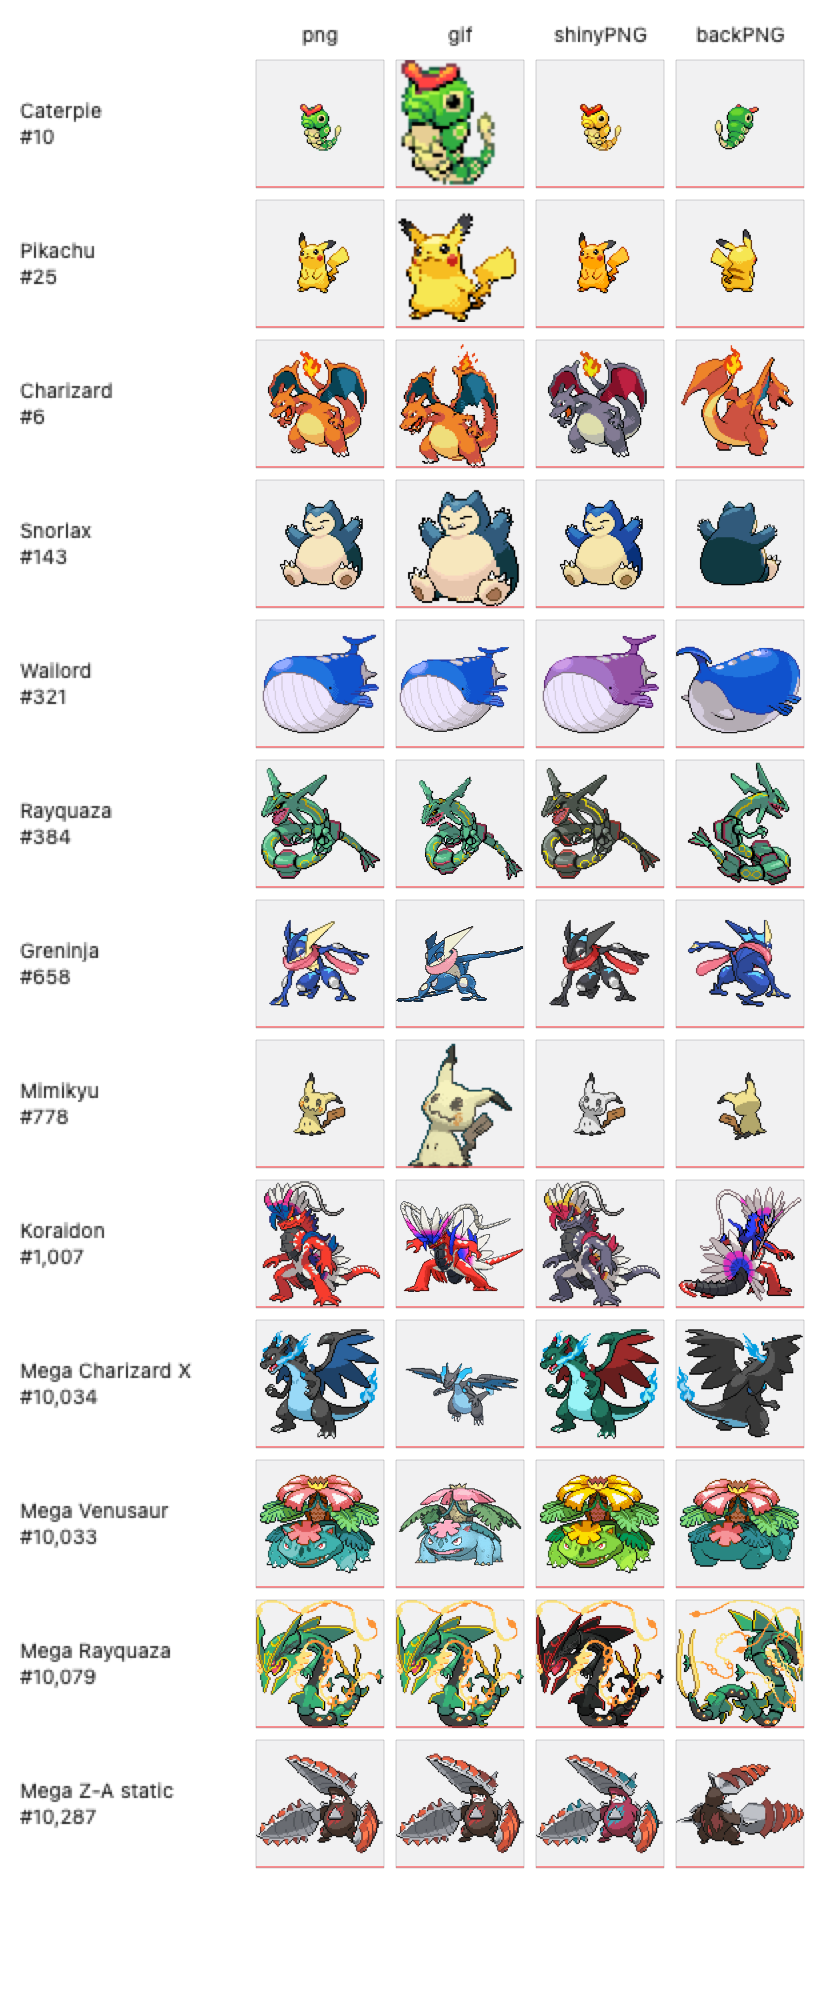 png gif shinyPNG backPNG
Caterpie
#10
Pikachu
#25
Charizard
#6
Snorlax
#143
Wailord
#321
Rayquaza
#384
Greninja
#658
Mimikyu
#778
Koraidon
#1,007
Mega Charizard X
#10,034
Mega Venusaur
#10,033
Mega Rayquaza
#10,079
Mega Z-A static
#10,287